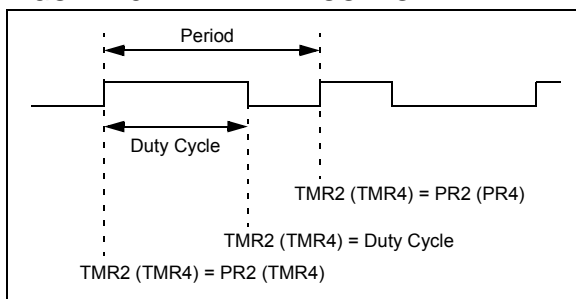 Period
Duty Cycle
TMR2 (TMR4) = PR2 (PR4)
TMR2 (TMR4) = Duty Cycle
TMR2 (TMR4) = PR2 (TMR4)